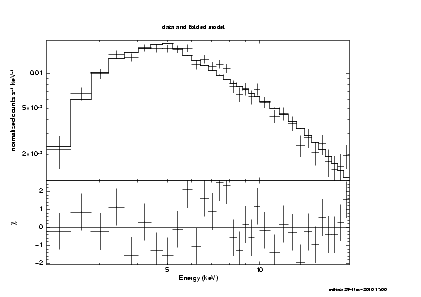 data and folded model
normalized counts s⁻¹ keV⁻¹
0.01
5×10⁻³
2×10⁻³
χ
2
1
0
−1
−2
5
10
Energy (keV)